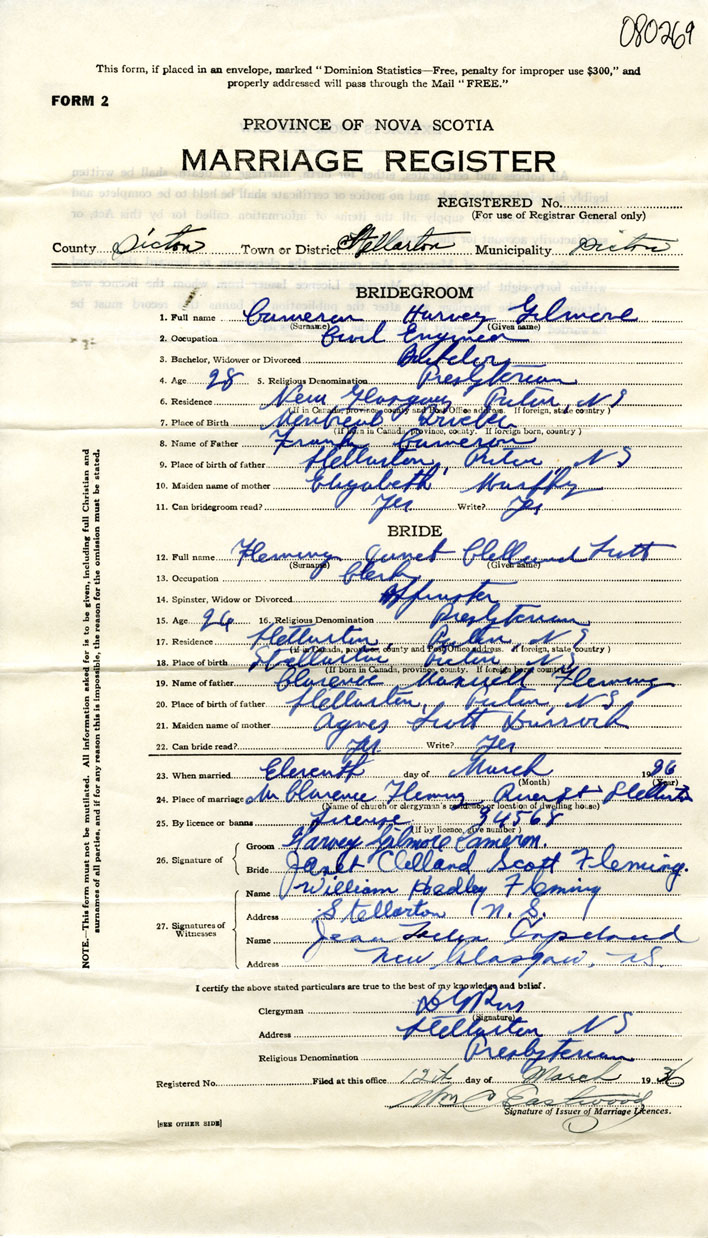 080269
This form, if placed in an envelope, marked "Dominion Statistics—Free, penalty for improper use $300," and
properly addressed will pass through the Mail "FREE."
FORM 2
PROVINCE OF NOVA SCOTIA
MARRIAGE REGISTER
REGISTERED No.
(For use of Registrar General only)
County Pictou Town or District Stellarton Municipality Pictou
BRIDEGROOM
1. Full name Cameron Harvey Gilmore
(Surname) (Given name)
2. Occupation Civil Engineer
3. Bachelor, Widower or Divorced Bachelor
4. Age 28 5. Religious Denomination Presbyterian
6. Residence New Glasgow Pictou, N S
(If in Canada, province, county and Post Office address. If foreign, state country)
7. Place of Birth Montreal Quebec
(If born in Canada, province, county. If foreign born, country)
8. Name of Father Frank Cameron
9. Place of birth of father Stellarton, Pictou, N S
10. Maiden name of mother Elizabeth Murphy
11. Can bridegroom read? Yes Write? Yes
BRIDE
12. Full name Fleming Janet Clelland Scott
(Surname) (Given name)
13. Occupation Clerk
14. Spinster, Widow or Divorced Spinster
15. Age 26 16. Religious Denomination Presbyterian
17. Residence Stellarton, Pictou, N S
(If in Canada, province, county and Post Office address. If foreign, state country)
18. Place of birth Stellarton Pictou N S
(If born in Canada, province, county. If foreign born country)
19. Name of father Clarence Maxwell Fleming
20. Place of birth of father Stellarton, Pictou, N S
21. Maiden name of mother Agnes Scott
22. Can bride read? Yes Write? Yes
23. When married Eleventh day of March 1936
(Month) (Year)
24. Place of marriage Mr Clarence Fleming, Stellarton
(Name of church or clergyman's residence or location of dwelling house)
25. By licence or banns License 34568
(If by licence, give number)
26. Signature of Groom Harvey Gilmore Cameron.
Bride Janet Clelland Scott Fleming.
27. Signatures of Witnesses Name William Headley Fleming
Address Stellarton N. S.
Name Jean Copeland
Address New Glasgow, N.S.
I certify the above stated particulars are true to the best of my knowledge and belief.
Clergyman
(Signature)
Address Stellarton N S
Religious Denomination Presbyterian
Registered No. Filed at this office 12th day of March 1936
Wm C Eastwood
Signature of Issuer of Marriage Licences.
[SEE OTHER SIDE]
NOTE.—This form must not be mutilated. All information asked for is to be given, including full Christian and
surnames of all parties, and if for any reason this is impossible, the reason for the omission must be stated.